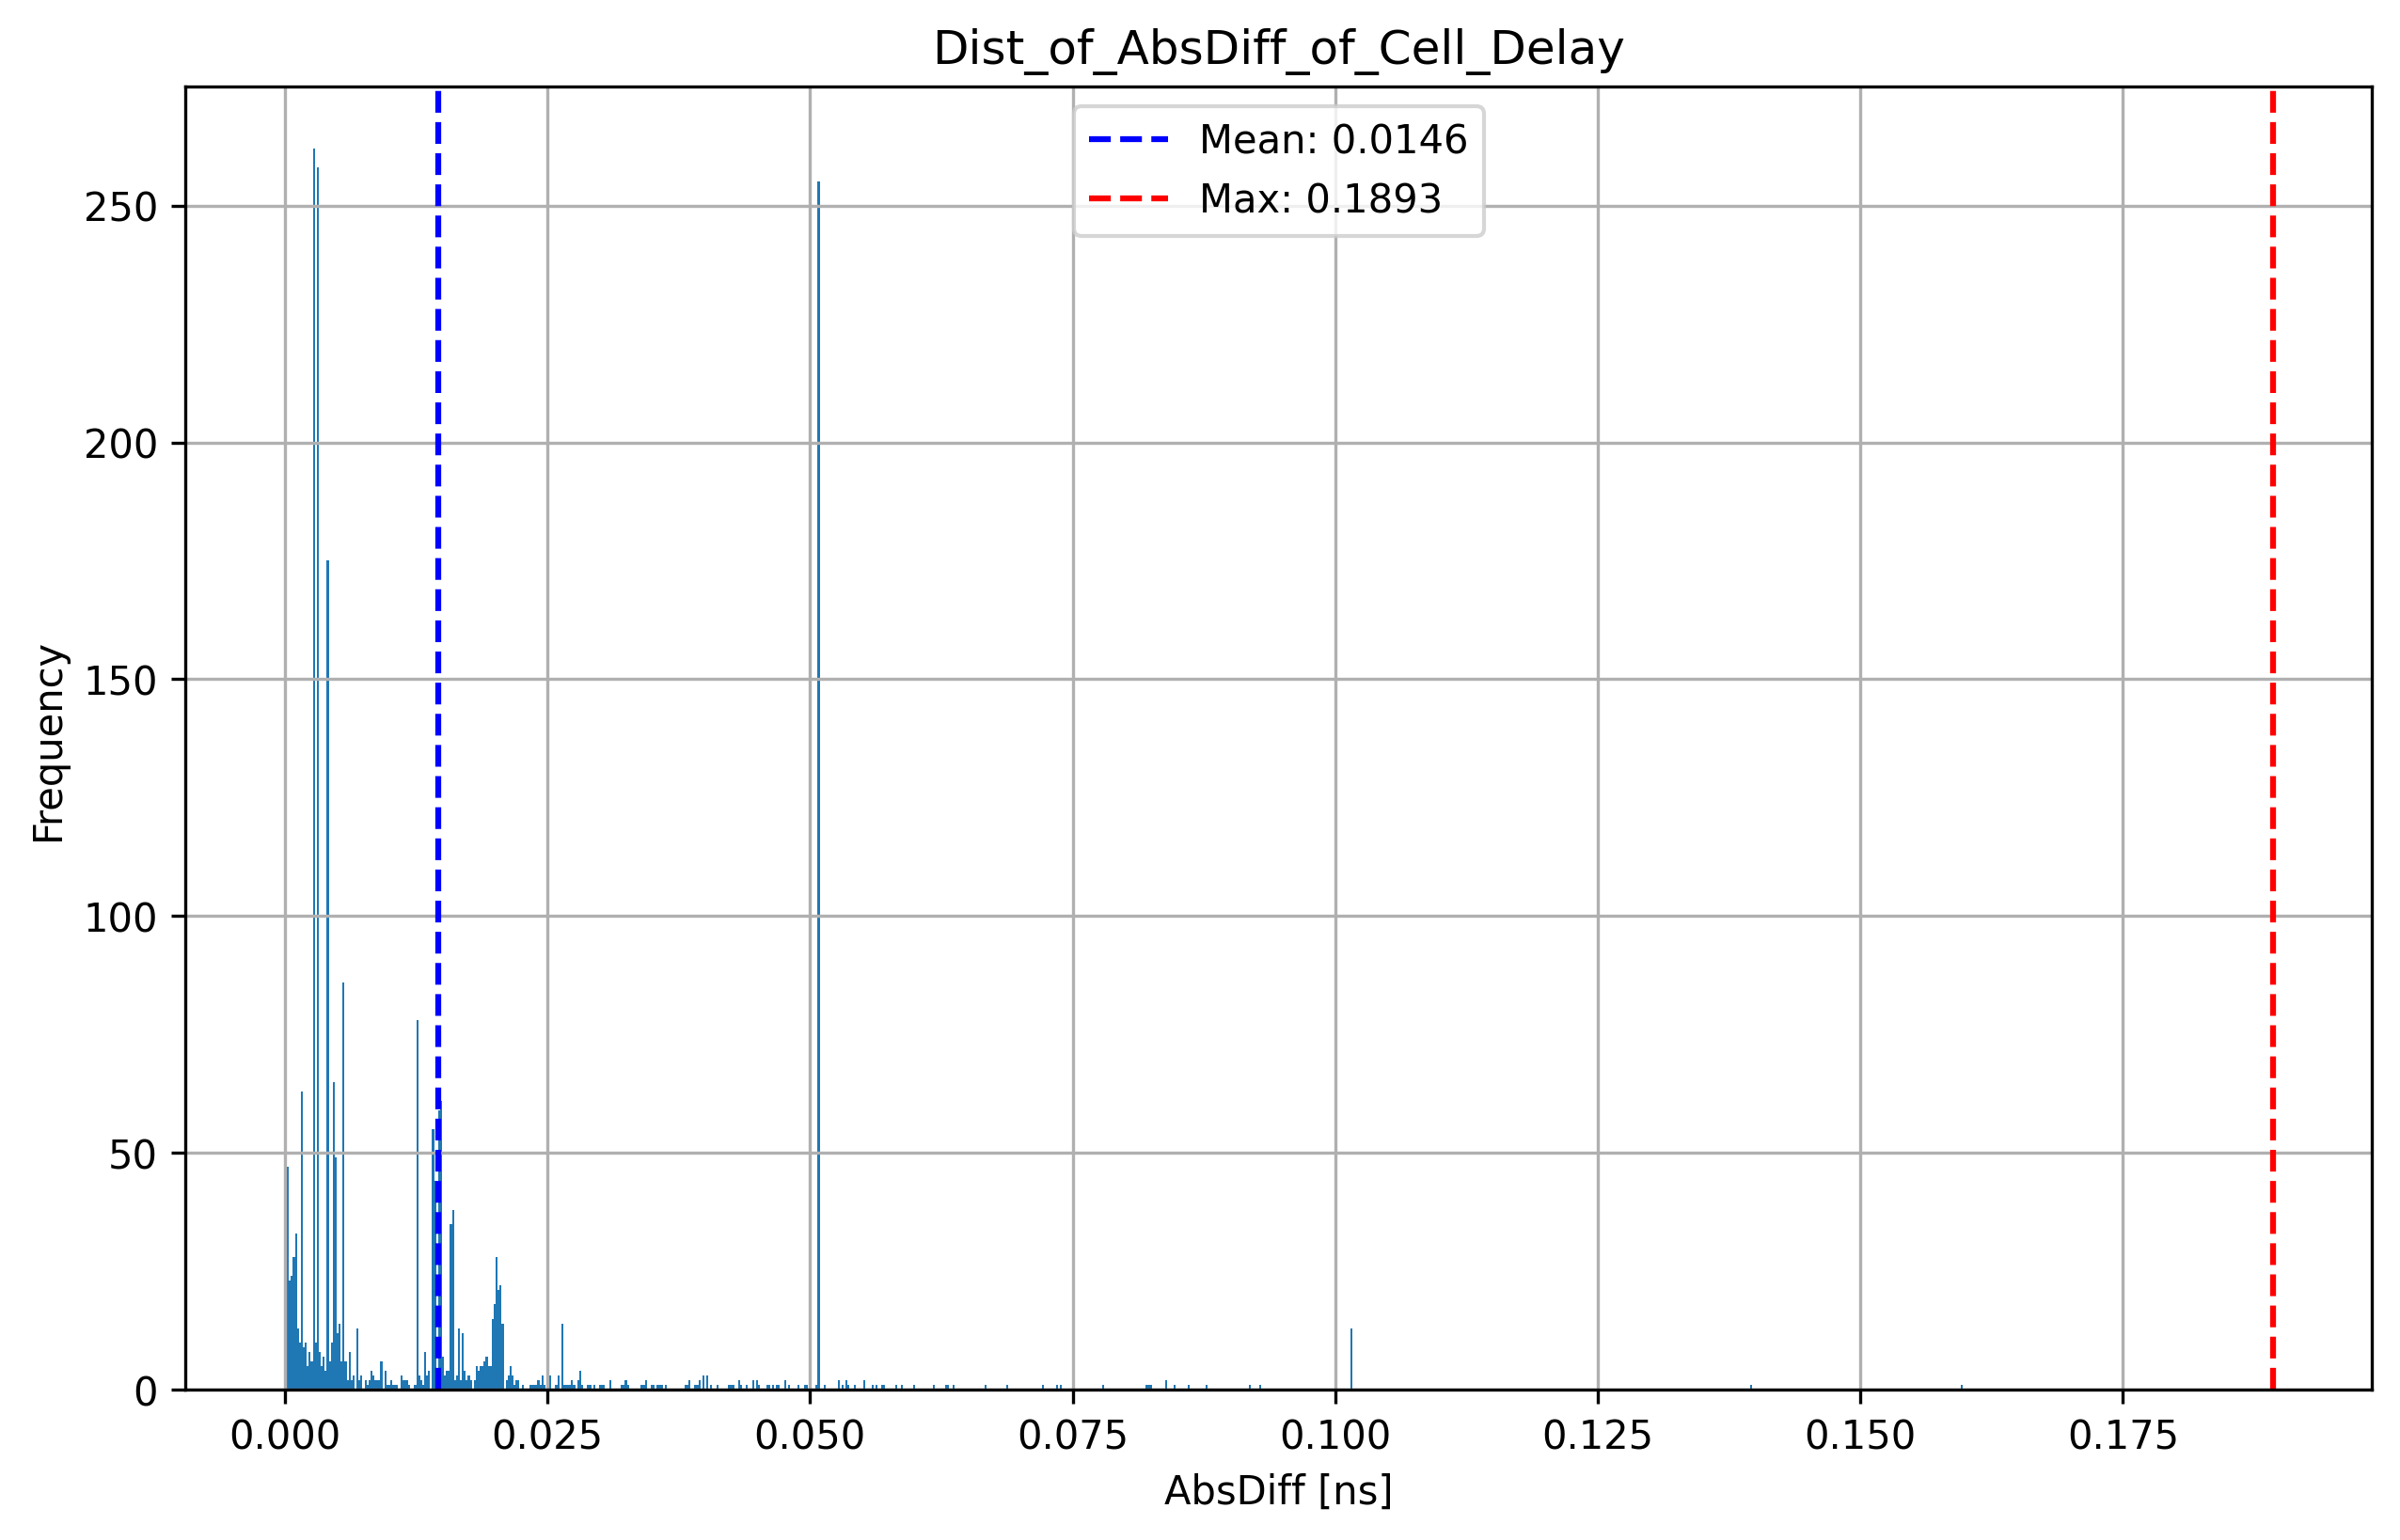 Dist_of_AbsDiff_of_Cell_Delay
Mean: 0.0146
Max: 0.1893
Frequency
250
200
150
100
50
0
0.000 0.025 0.050 0.075 0.100 0.125 0.150 0.175
AbsDiff [ns]